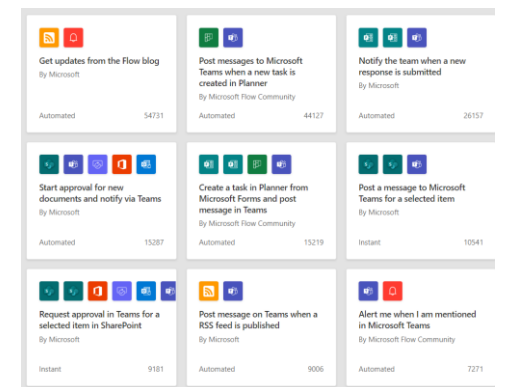 Get updates from the Flow blog
By Microsoft
Automated 54731
Post messages to Microsoft
Teams when a new task is
created in Planner
By Microsoft Flow Community
Automated 44127
Notify the team when a new
response is submitted
By Microsoft
Automated 26157
Start approval for new
documents and notify via Teams
By Microsoft
Automated 15287
Create a task in Planner from
Microsoft Forms and post
message in Teams
By Microsoft Flow Community
Automated 15219
Post a message to Microsoft
Teams for a selected item
By Microsoft
Instant 10541
Request approval in Teams for a
selected item in SharePoint
By Microsoft
Instant 9181
Post message on Teams when a
RSS feed is published
By Microsoft
Automated 9006
Alert me when I am mentioned
in Microsoft Teams
By Microsoft Flow Community
Automated 7271